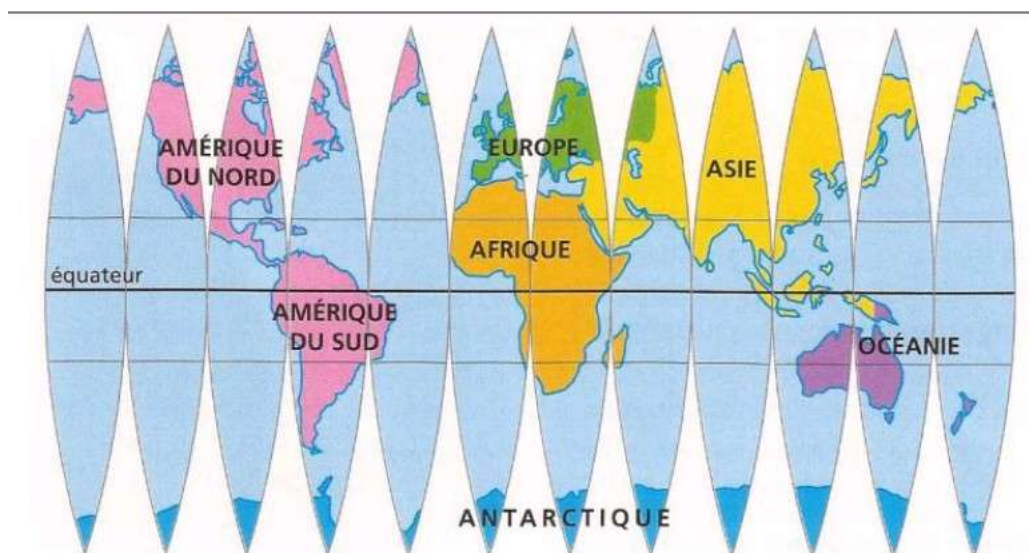 AMÉRIQUE
DU NORD
EUROPE
ASIE
AFRIQUE
équateur
AMÉRIQUE
DU SUD
OCÉANIE
ANTARCTIQUE